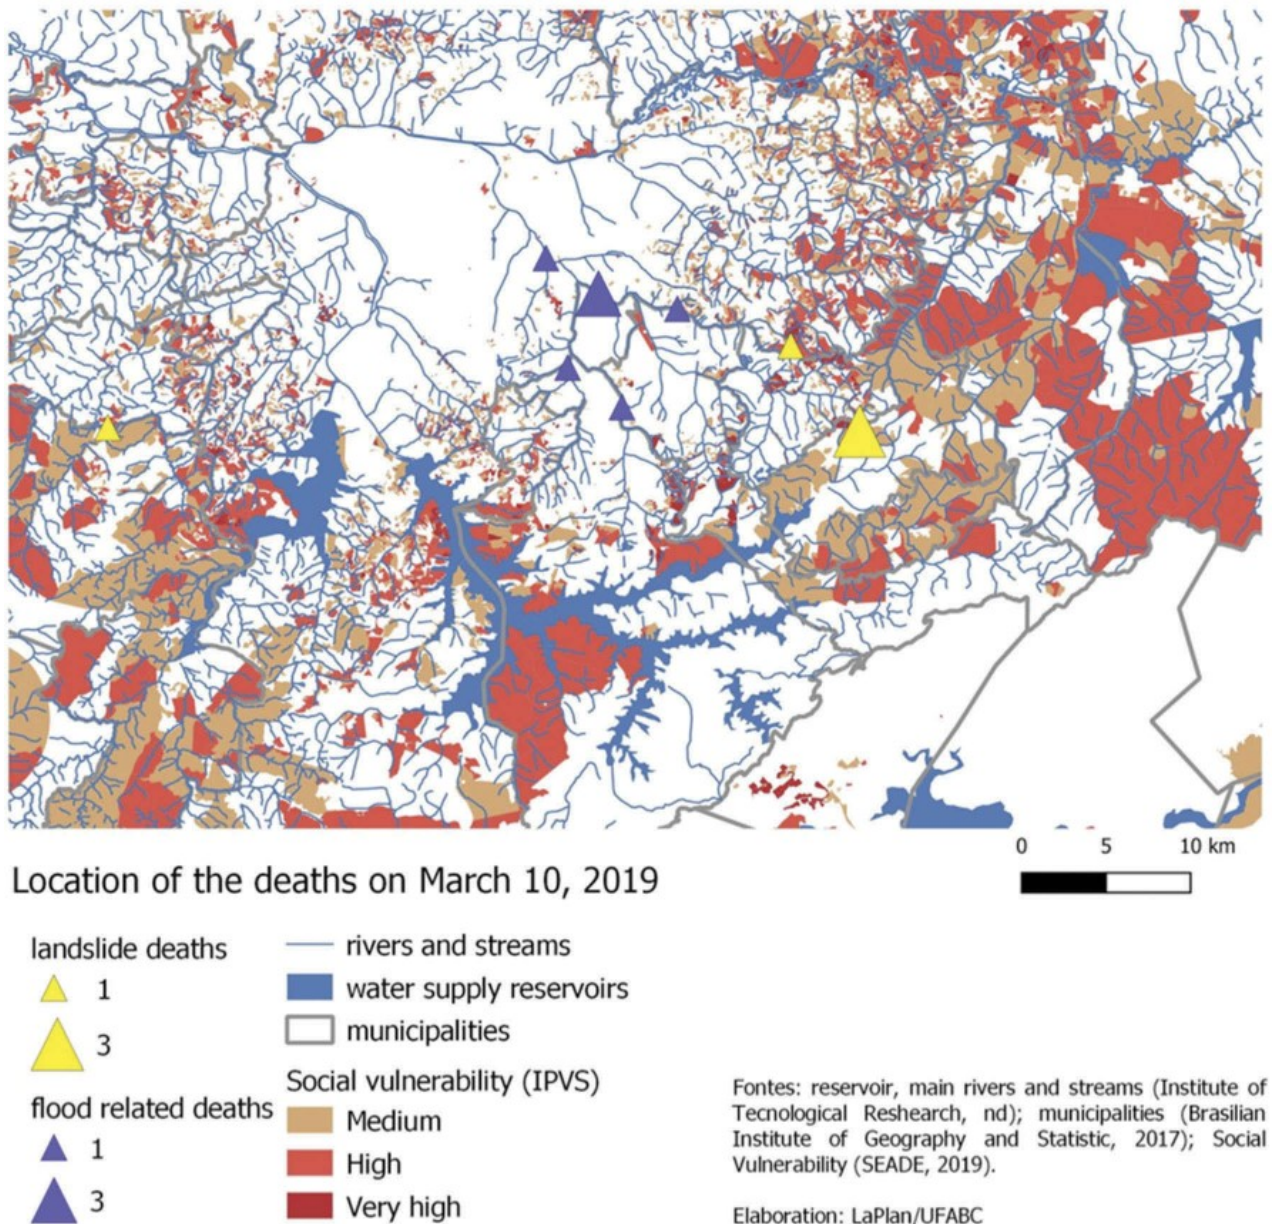 0 5 10 km
Location of the deaths on March 10, 2019
landslide deaths
1
3
flood related deaths
1
3
rivers and streams
water supply reservoirs
municipalities
Social vulnerability (IPVS)
Medium
High
Very high
Fontes: reservoir, main rivers and streams (Institute of
Tecnological Reshearch, nd); municipalities (Brasilian
Institute of Geography and Statistic, 2017); Social
Vulnerability (SEADE, 2019).
Elaboration: LaPlan/UFABC